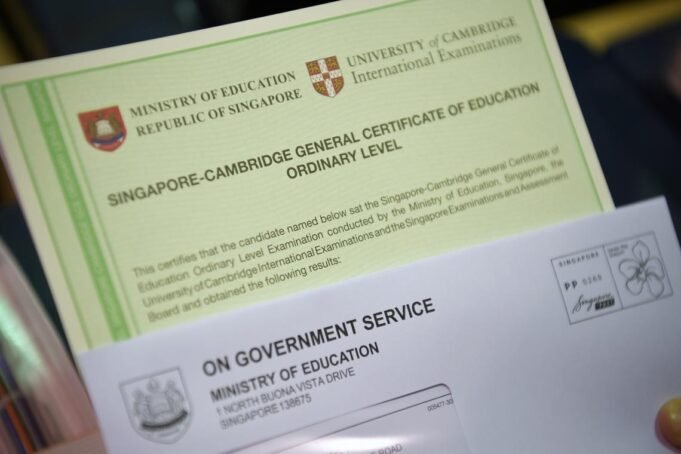 MINISTRY OF EDUCATION
REPUBLIC OF SINGAPORE
UNIVERSITY of CAMBRIDGE
International Examinations
SINGAPORE-CAMBRIDGE GENERAL CERTIFICATE OF EDUCATION
ORDINARY LEVEL
This certifies that the candidate named below sat the Singapore-Cambridge General Certificate of
Education Ordinary Level Examination conducted by the Ministry of Education, Singapore, the
University of Cambridge International Examinations and the Singapore Examinations and Assessment
Board and obtained the following results:
SINGAPORE
PP 0266
Singapore
POST
ON GOVERNMENT SERVICE
MINISTRY OF EDUCATION
1 NORTH BUONA VISTA DRIVE
SINGAPORE 138675
ROAD